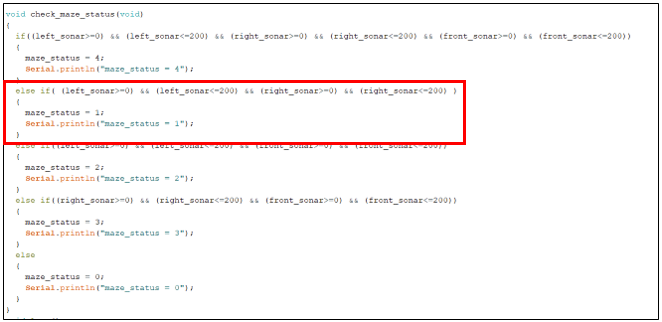 void check_maze_status(void)
{
if((left_sonar>=0) && (left_sonar<=200) && (right_sonar>=0) && (right_sonar<=200) && (front_sonar>=0) && (front_sonar<=200))
{
maze_status = 4;
Serial.println("maze_status = 4");
}
else if( (left_sonar>=0) && (left_sonar<=200) && (right_sonar>=0) && (right_sonar<=200) )
{
maze_status = 1;
Serial.println("maze_status = 1");
}
else if((left_sonar>=0) && (left_sonar<=200) && (front_sonar>=0) && (front_sonar<=200))
{
maze_status = 2;
Serial.println("maze_status = 2");
}
else if((right_sonar>=0) && (right_sonar<=200) && (front_sonar>=0) && (front_sonar<=200))
{
maze_status = 3;
Serial.println("maze_status = 3");
}
else
{
maze_status = 0;
Serial.println("maze_status = 0");
}
}